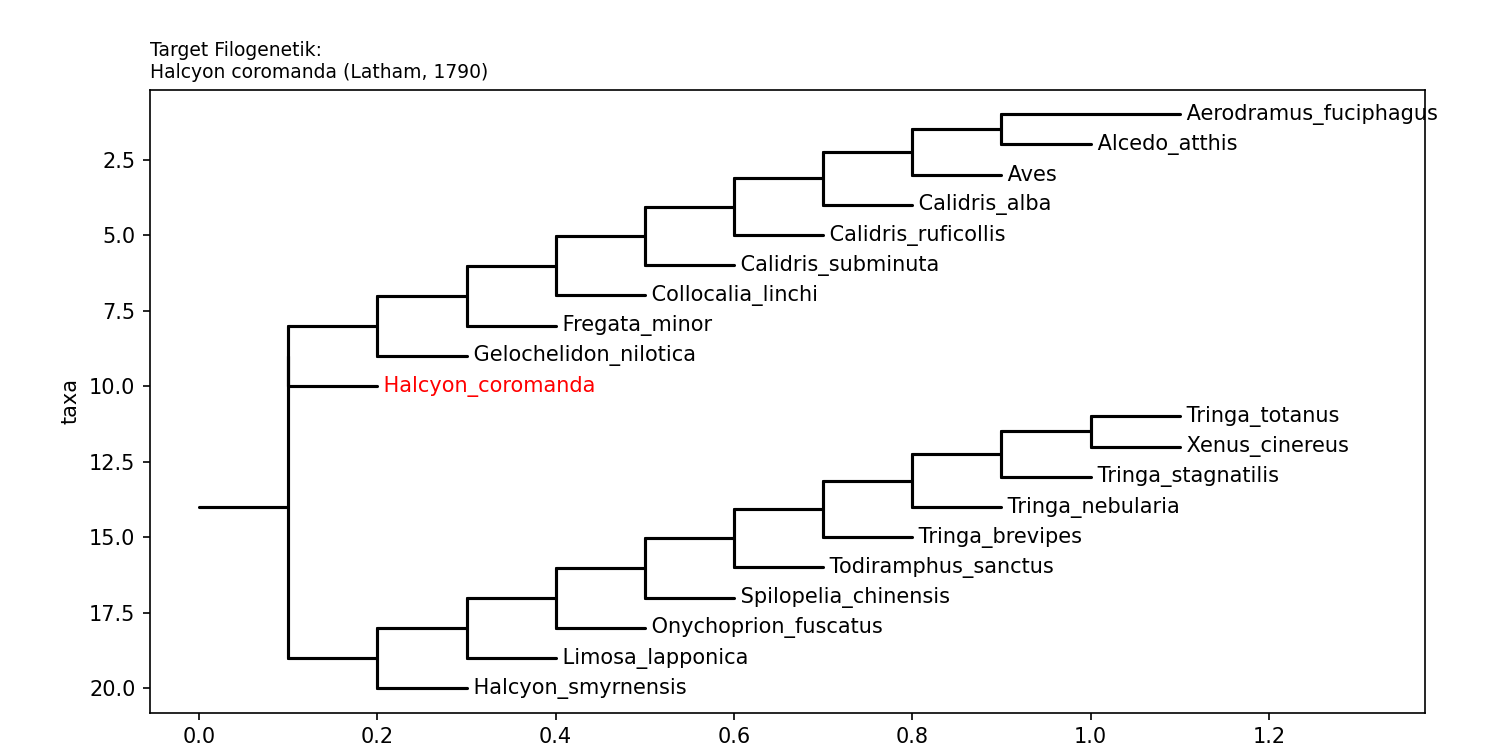 Target Filogenetik:
Halcyon coromanda (Latham, 1790)
Aerodramus_fuciphagus
Alcedo_atthis
2.5
Aves
Calidris_alba
5.0
Calidris_ruficollis
Calidris_subminuta
Collocalia_linchi
7.5
Fregata_minor
Gelochelidon_nilotica
10.0
Halcyon_coromanda
taxa
Tringa_totanus
Xenus_cinereus
12.5
Tringa_stagnatilis
Tringa_nebularia
15.0
Tringa_brevipes
Todiramphus_sanctus
Spilopelia_chinensis
17.5
Onychoprion_fuscatus
Limosa_lapponica
20.0
Halcyon_smyrnensis
0.0 0.2 0.4 0.6 0.8 1.0 1.2